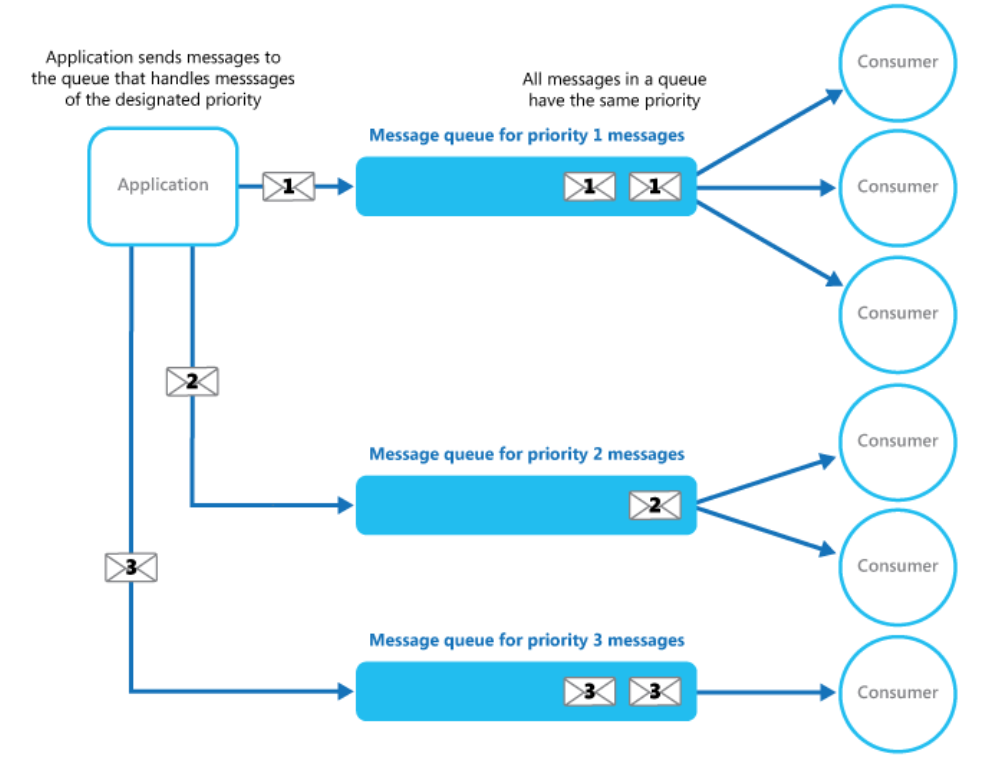 Application sends messages to
the queue that handles messsages
of the designated priority
All messages in a queue
have the same priority
Message queue for priority 1 messages
Application
1
1
1
Consumer
Consumer
Consumer
2
Message queue for priority 2 messages
2
Consumer
Consumer
3
Message queue for priority 3 messages
3
3
Consumer